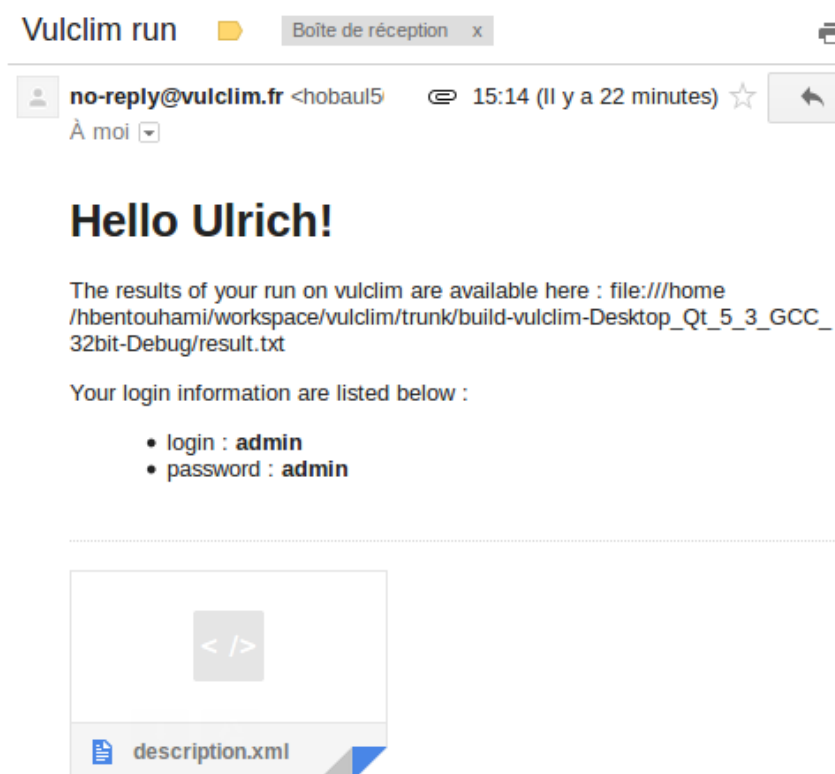 Vulclim run Boîte de réception x
no-reply@vulclim.fr <hobaul5 15:14 (Il y a 22 minutes)
À moi
Hello Ulrich!
The results of your run on vulclim are available here : file:///home
/hbentouhami/workspace/vulclim/trunk/build-vulclim-Desktop_Qt_5_3_GCC_
32bit-Debug/result.txt
Your login information are listed below :
• login : admin
• password : admin
< />
description.xml